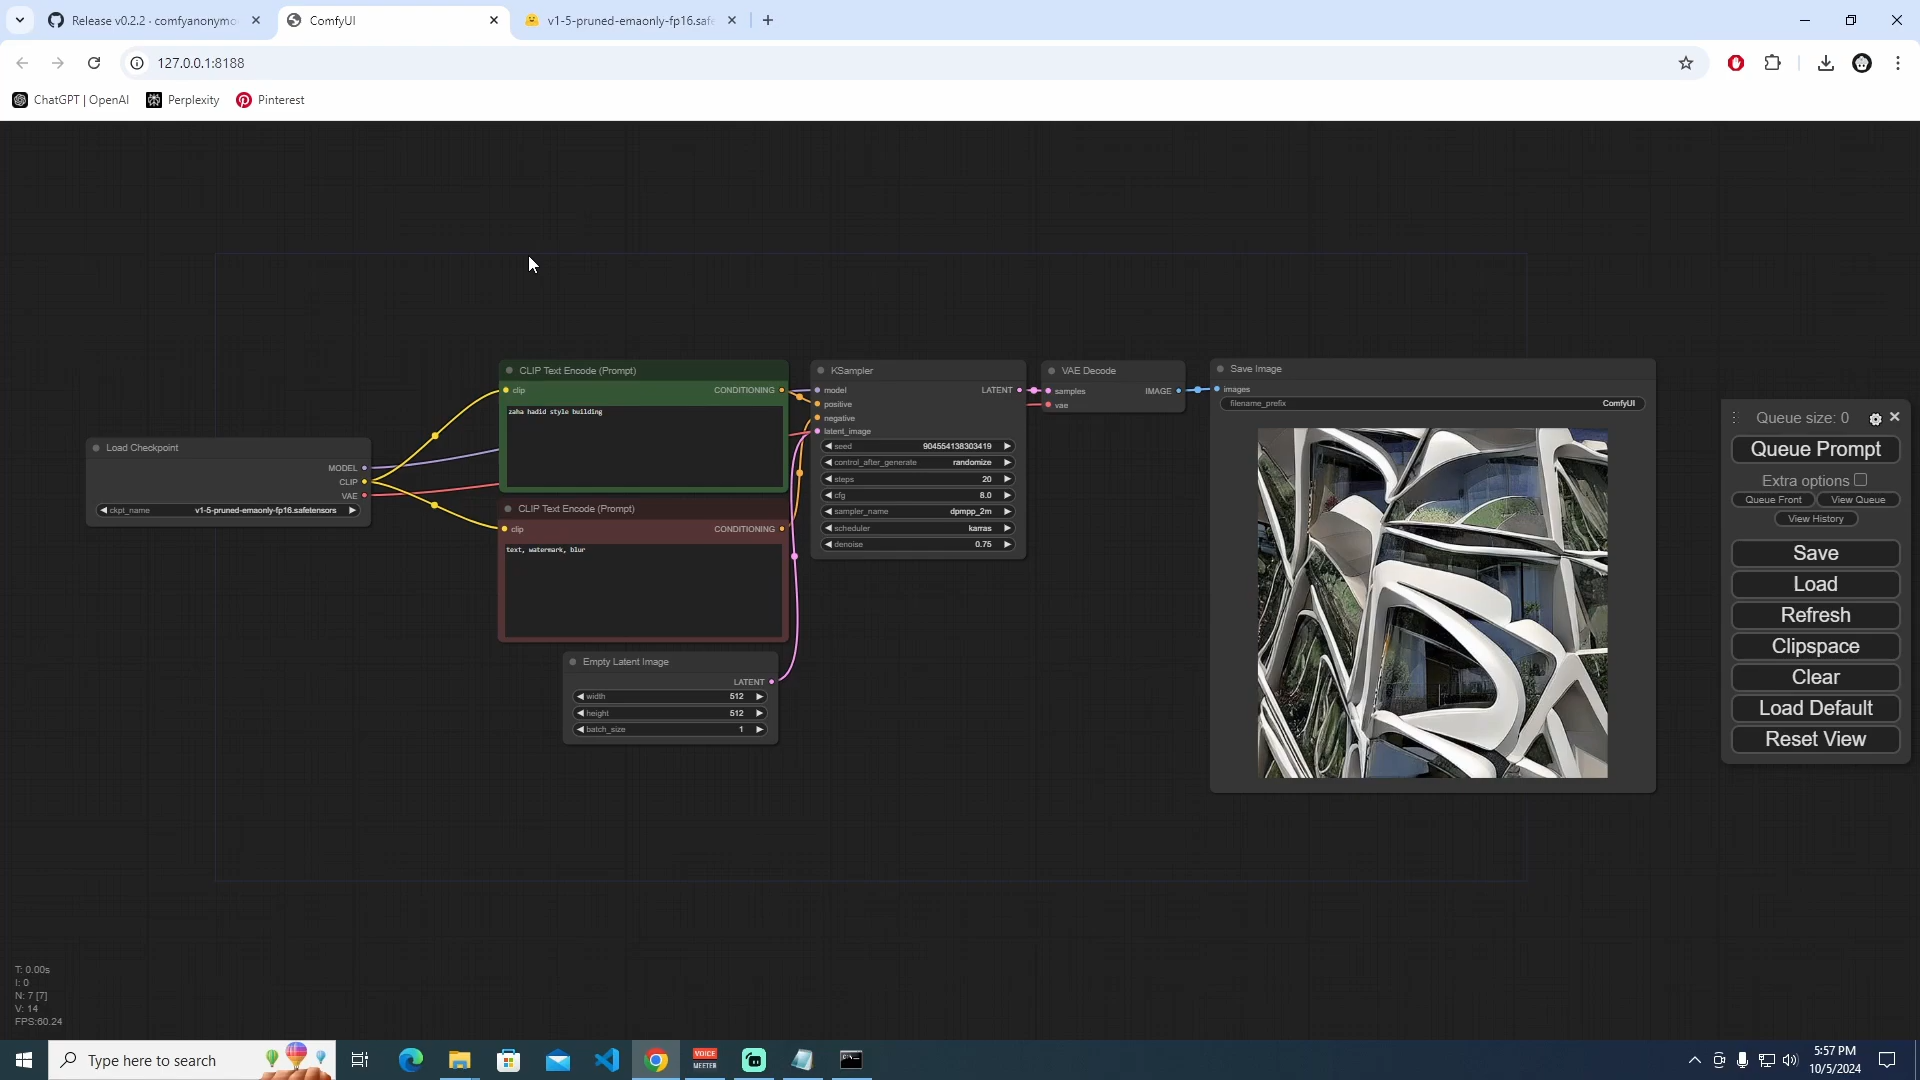 Release v0.2.2 · comfyanonymo
ComfyUI
v1-5-pruned-emaonly-fp16.safe
127.0.0.1:8188
ChatGPT | OpenAI
Perplexity
Pinterest
Load Checkpoint
MODEL
CLIP
VAE
ckpt_name v1-5-pruned-emaonly-fp16.safetensors
CLIP Text Encode (Prompt)
clip CONDITIONING
zaha hadid style building
CLIP Text Encode (Prompt)
clip CONDITIONING
text, watermark, blur
Empty Latent Image
LATENT
width 512
height 512
batch_size 1
KSampler
model LATENT
positive
negative
latent_image
seed 904554138303419
control_after_generate randomize
steps 20
cfg 8.0
sampler_name dpmpp_2m
scheduler karras
denoise 0.75
VAE Decode
samples IMAGE
vae
Save Image
images
filename_prefix ComfyUI
Queue size: 0
Queue Prompt
Extra options
Queue Front View Queue
View History
Save
Load
Refresh
Clipspace
Clear
Load Default
Reset View
T: 0.00s
I: 0
N: 7 [7]
V: 14
FPS:60.24
Type here to search
VOICE
MEETER
5:57 PM
10/5/2024